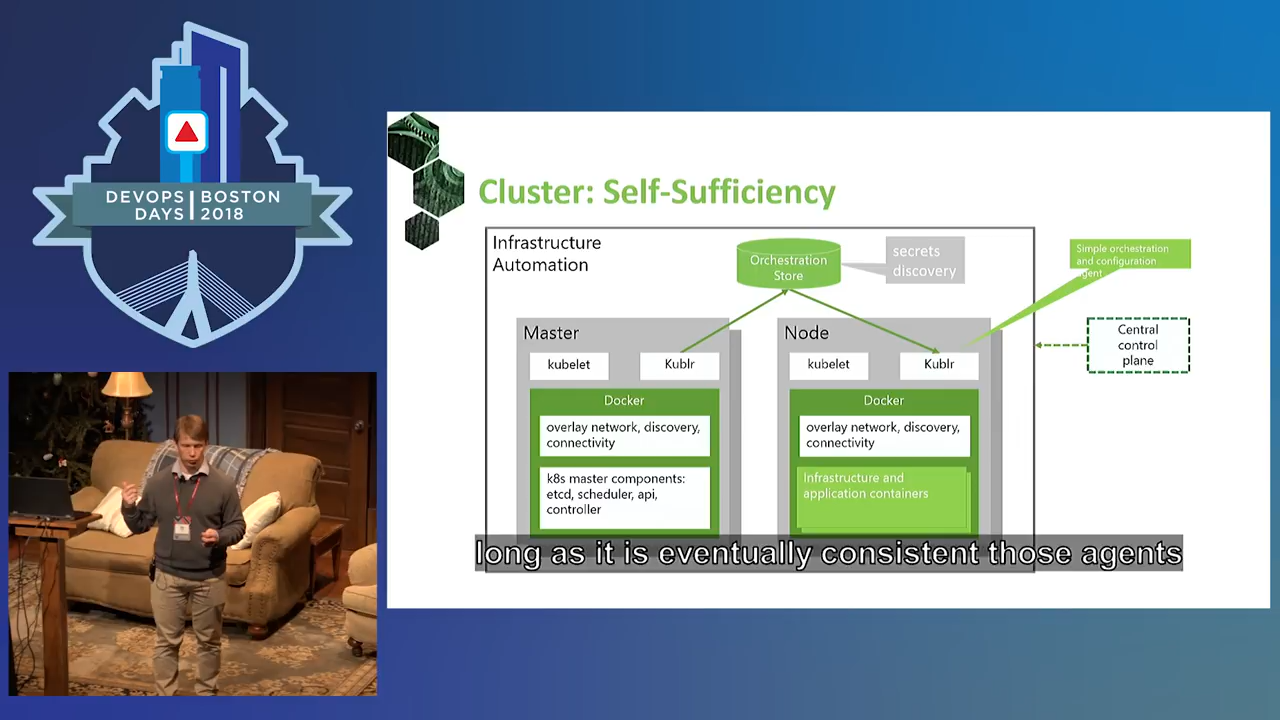 DEVOPS BOSTON
DAYS 2018
Cluster: Self-Sufficiency
Infrastructure
Automation
Orchestration
Store
secrets
discovery
Simple orchestration
and configuration
agent
Master
kubelet
Kublr
Docker
overlay network, discovery,
connectivity
k8s master components:
etcd, scheduler, api,
controller
Node
kubelet
Kublr
Docker
overlay network, discovery,
connectivity
Infrastructure and
application containers
Central
control
plane
long as it is eventually consistent those agents